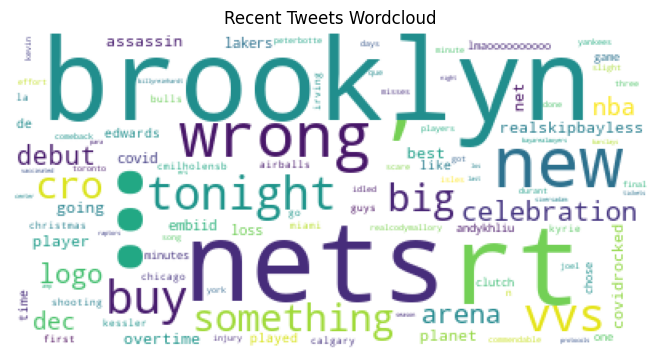 Recent Tweets Wordcloud
assassin
lakers
peterbotte
days
minute
lmaoooooooooo
yankees
kevin
billyreinhardt
que
game
slight
effort
brooklyn
irving
misses
eight
done
three
la
bulls
net
nba
de
edwards
wrong
'
players
realskipbayless
comeback
para
best
new
debut
covid
cmilholensb
airballs
like
got
toronto
scare
vaccinated
cro
:
tonight
idled
big
isles
last
final
tickets
center
going
guys
celebration
christmas
embiid
loss
go
durant
song
miami
realcodymallory
andykhliu
kyrie
player
raptors
logo
minutes
nets
rt
joel
covidrocked
shooting
chicago
buy
york
clutch
chose
time
n
vvs
dec
something
arena
season
planet
one
kessler
overtime
injury
played
calgary
commendable
protocols
first